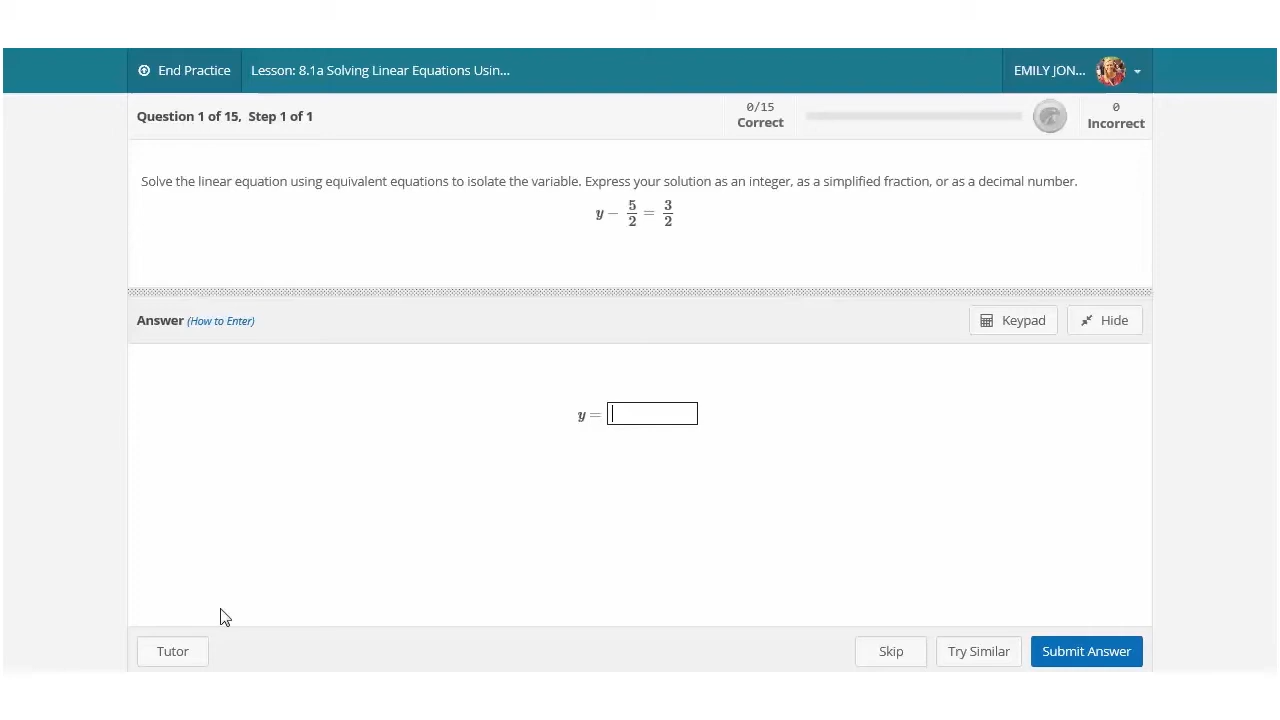 End Practice Lesson: 8.1a Solving Linear Equations Usin... EMILY JON...
Question 1 of 15, Step 1 of 1
0/15
Correct
0
Incorrect
Solve the linear equation using equivalent equations to isolate the variable. Express your solution as an integer, as a simplified fraction, or as a decimal number.
y − 5/2 = 3/2
Answer (How to Enter) Keypad Hide
y =
Tutor Skip Try Similar Submit Answer